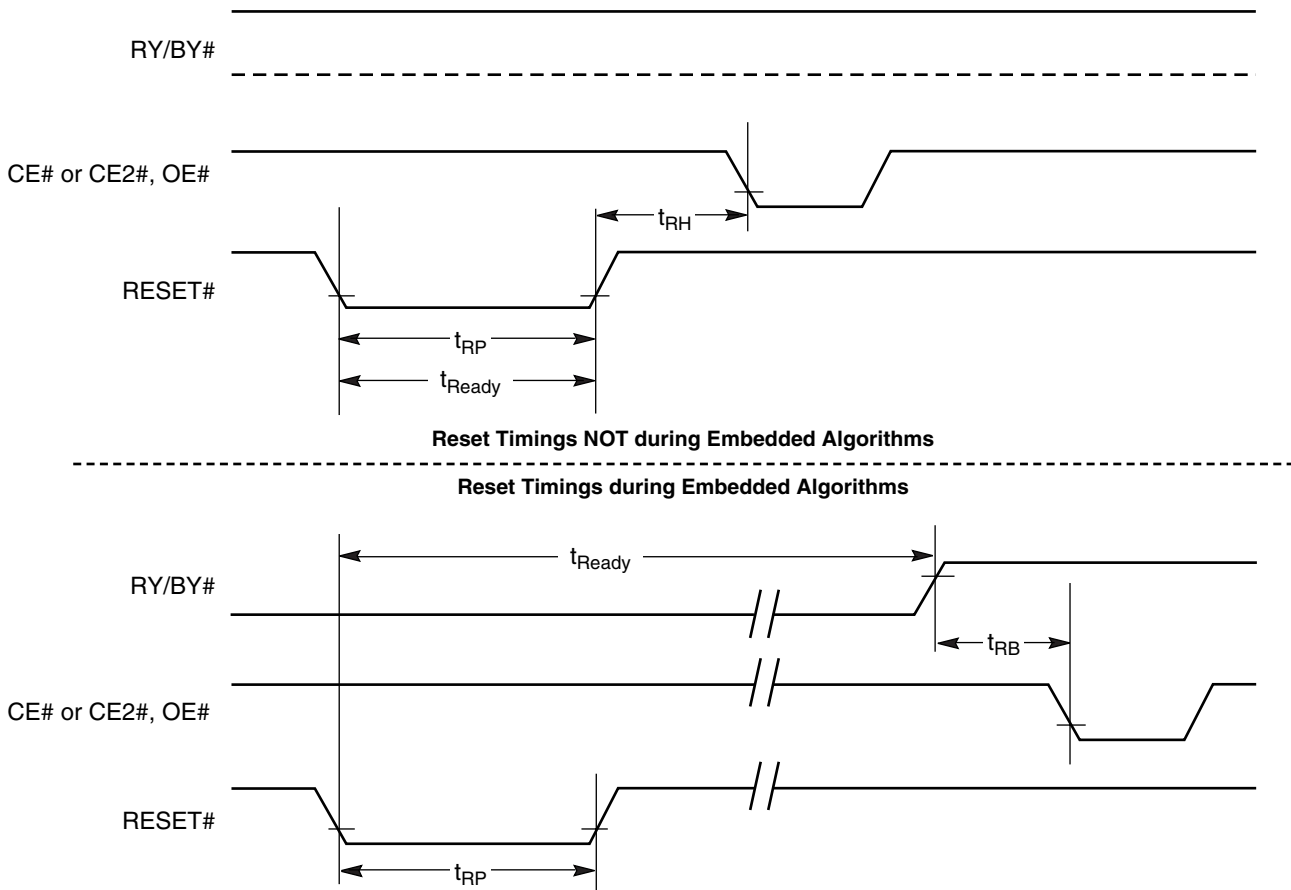 RY/BY#
CE# or CE2#, OE#
tRH
RESET#
tRP
tReady
Reset Timings NOT during Embedded Algorithms
Reset Timings during Embedded Algorithms
tReady
RY/BY#
tRB
CE# or CE2#, OE#
RESET#
tRP